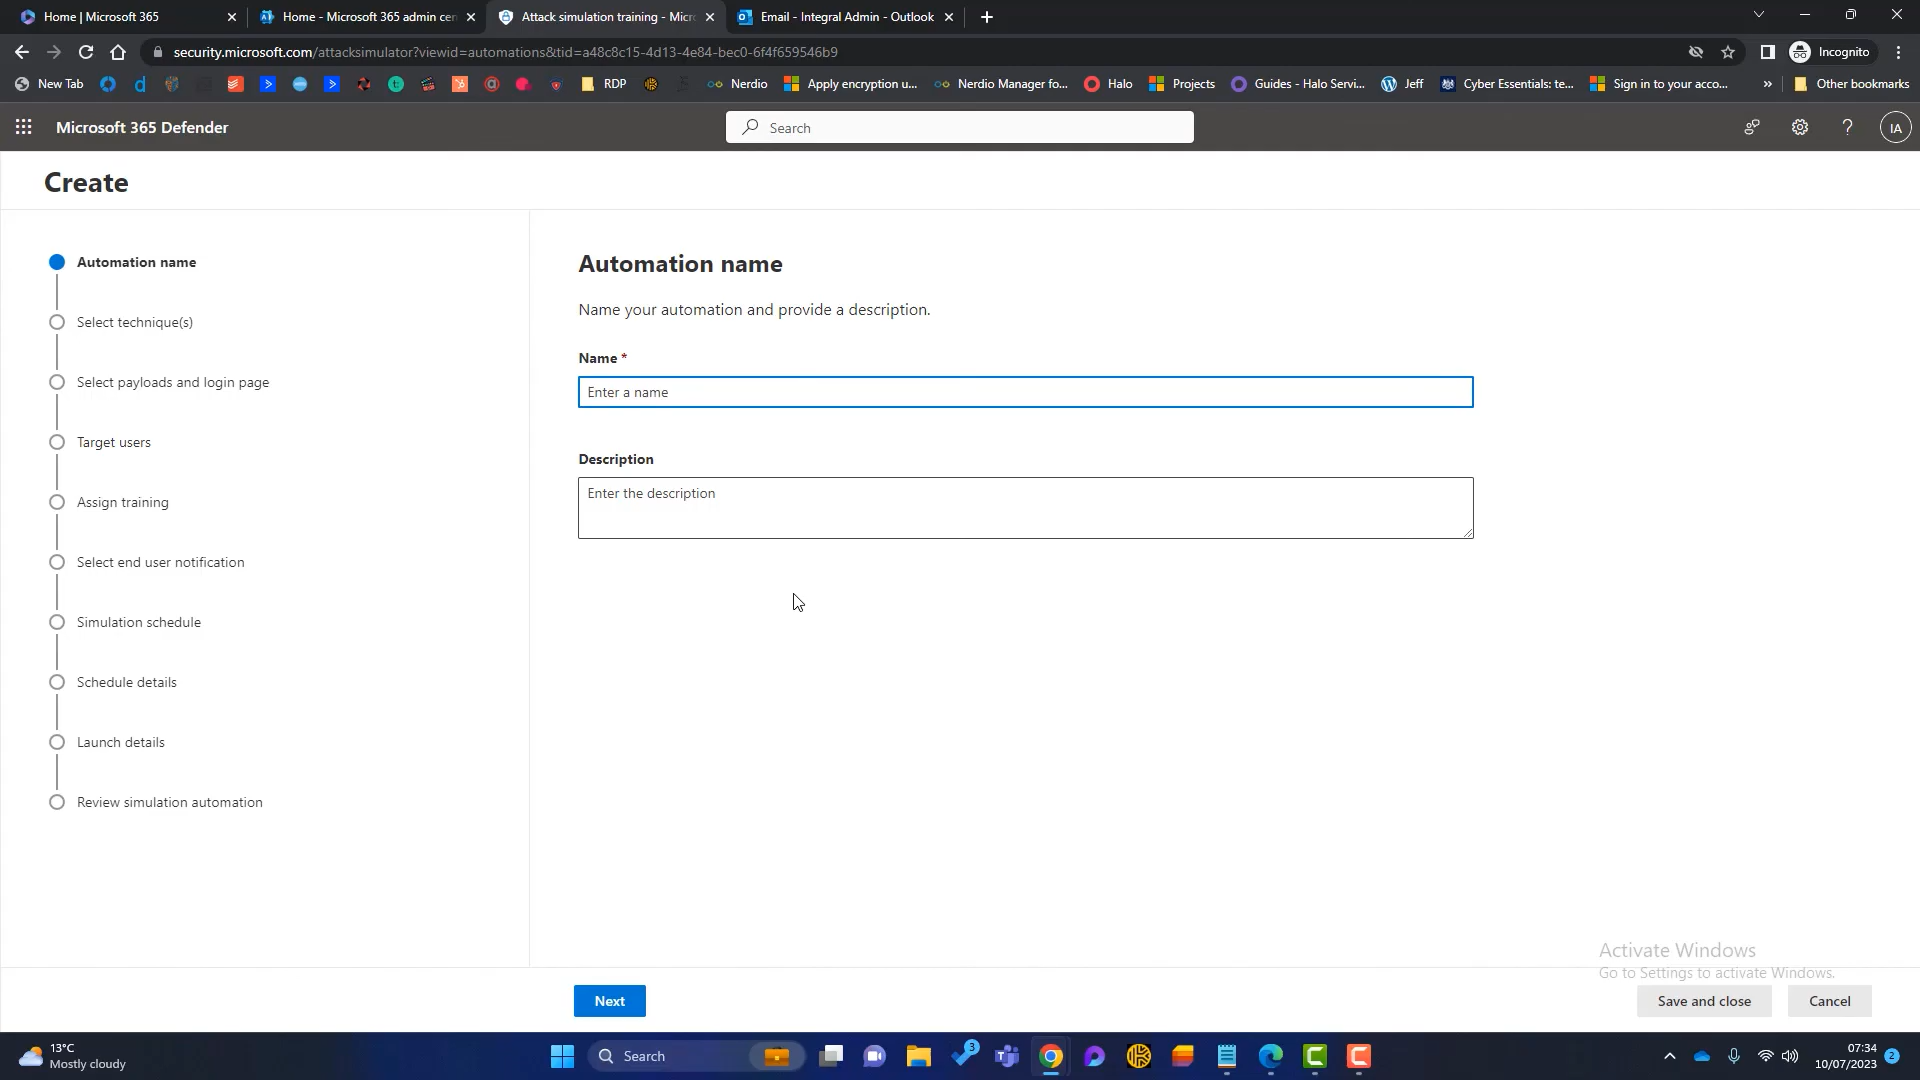 Home | Microsoft 365
Home - Microsoft 365 admin cen
Attack simulation training - Micr
Email - Integral Admin - Outlook
security.microsoft.com/attacksimulator?viewid=automations&tid=a48c8c15-4d13-4e84-bec0-6f4f659546b9
Incognito
New Tab
RDP
Nerdio
Apply encryption u...
Nerdio Manager fo...
Halo
Projects
Guides - Halo Servi...
Jeff
Cyber Essentials: te...
Sign in to your acco...
»
Other bookmarks
Microsoft 365 Defender
Search
IA
Create
Automation name
Select technique(s)
Select payloads and login page
Target users
Assign training
Select end user notification
Simulation schedule
Schedule details
Launch details
Review simulation automation
Automation name
Name your automation and provide a description.
Name *
Enter a name
Description
Enter the description
Activate Windows
Go to Settings to activate Windows.
Next
Save and close
Cancel
13°C
Mostly cloudy
Search
3
07:34
10/07/2023
2